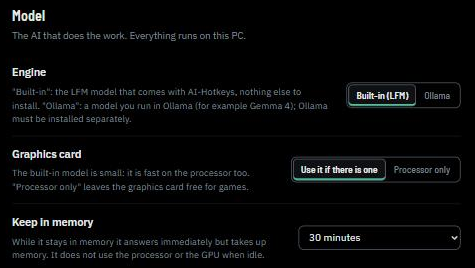 Model
The AI that does the work. Everything runs on this PC.
Engine
"Built-in": the LFM model that comes with AI-Hotkeys, nothing else to
install. "Ollama": a model you run in Ollama (for example Gemma 4); Ollama
must be installed separately.
Built-in (LFM) Ollama
Graphics card
The built-in model is small: it is fast on the processor too.
"Processor only" leaves the graphics card free for games.
Use it if there is one Processor only
Keep in memory
While it stays in memory it answers immediately but takes up
memory. It does not use the processor or the GPU when idle.
30 minutes